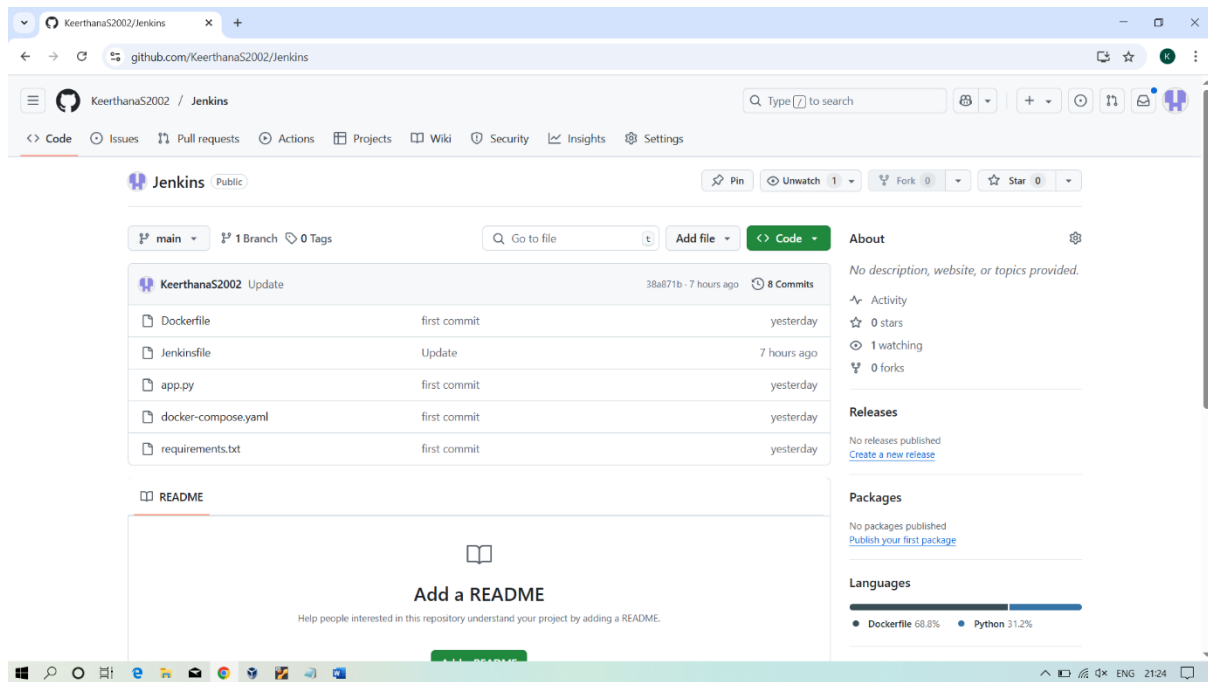 KeerthanaS2002/Jenkins
github.com/KeerthanaS2002/Jenkins
K
KeerthanaS2002 / Jenkins
Type / to search
Code Issues Pull requests Actions Projects Wiki Security Insights Settings
Jenkins Public
Pin Unwatch 1 Fork 0 Star 0
main 1 Branch 0 Tags Go to file t Add file Code
KeerthanaS2002 Update 38a871b · 7 hours ago 8 Commits
Dockerfile first commit yesterday
Jenkinsfile Update 7 hours ago
app.py first commit yesterday
docker-compose.yaml first commit yesterday
requirements.txt first commit yesterday
README
Add a README
Help people interested in this repository understand your project by adding a README.
About
No description, website, or topics provided.
Activity
0 stars
1 watching
0 forks
Releases
No releases published
Create a new release
Packages
No packages published
Publish your first package
Languages
Dockerfile 68.8% Python 31.2%
ENG 21:24